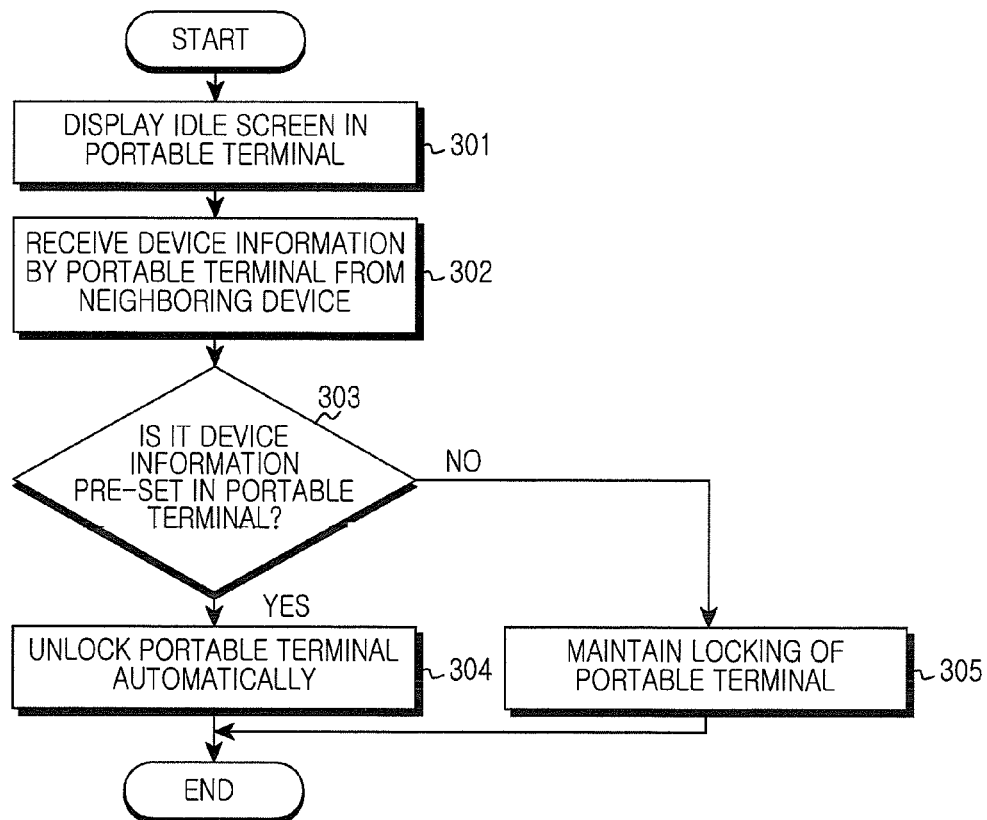 START
DISPLAY IDLE SCREEN IN
PORTABLE TERMINAL
301
RECEIVE DEVICE INFORMATION
BY PORTABLE TERMINAL FROM
NEIGHBORING DEVICE
302
303
IS IT DEVICE
INFORMATION
PRE-SET IN PORTABLE
TERMINAL?
NO
YES
UNLOCK PORTABLE TERMINAL
AUTOMATICALLY
304
MAINTAIN LOCKING OF
PORTABLE TERMINAL
305
END